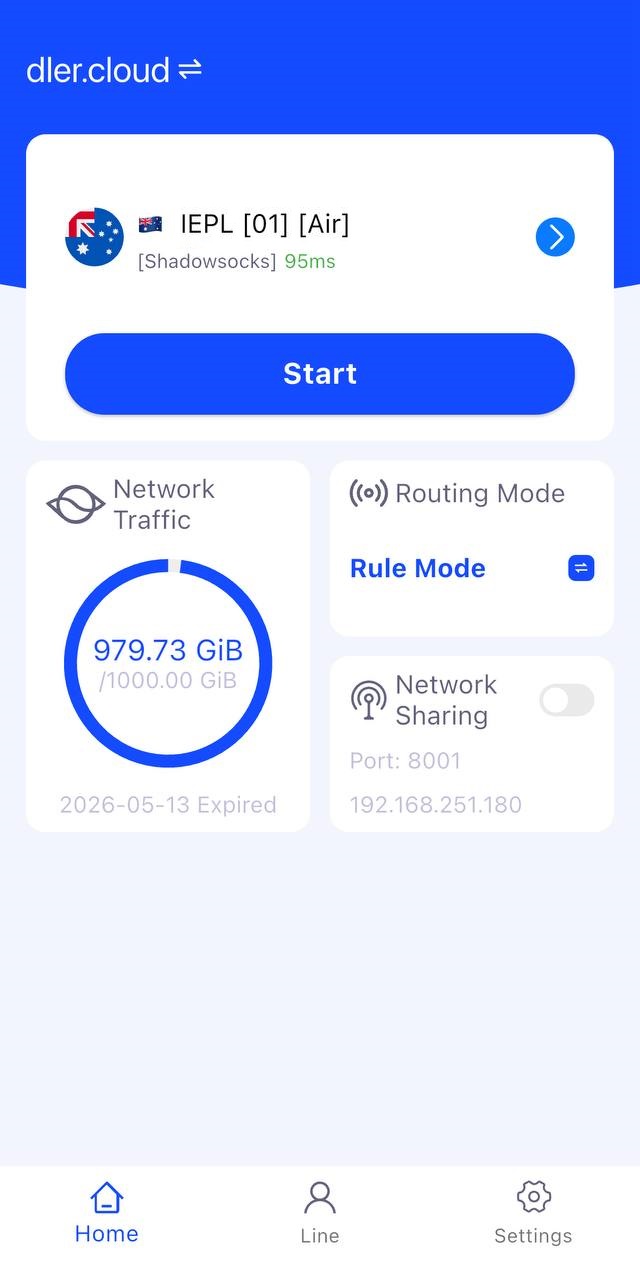 dler.cloud
IEPL [01] [Air]
[Shadowsocks] 95ms
Start
Network
Traffic
979.73 GiB
/1000.00 GiB
2026-05-13 Expired
Routing Mode
Rule Mode
Network
Sharing
Port: 8001
192.168.251.180
Home
Line
Settings